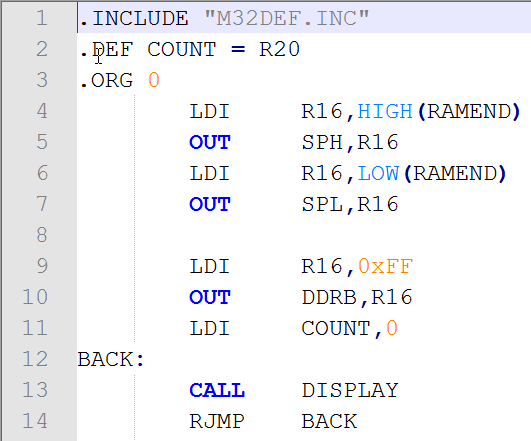 1 .INCLUDE "M32DEF.INC"
2 .DEF COUNT = R20
3 .ORG 0
4 LDI R16,HIGH(RAMEND)
5 OUT SPH,R16
6 LDI R16,LOW(RAMEND)
7 OUT SPL,R16
8
9 LDI R16,0xFF
10 OUT DDRB,R16
11 LDI COUNT,0
12 BACK:
13 CALL DISPLAY
14 RJMP BACK